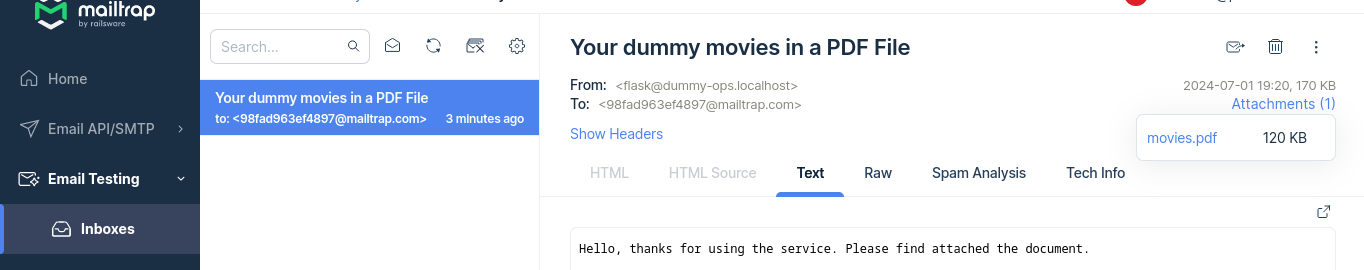 mailtrap
by railsware
Home
Email API/SMTP
Email Testing
Inboxes
Search...
Your dummy movies in a PDF File
to: <98fad963ef4897@mailtrap.com> 3 minutes ago
Your dummy movies in a PDF File
From: <flask@dummy-ops.localhost>
2024-07-01 19:20, 170 KB
To: <98fad963ef4897@mailtrap.com>
Attachments (1)
movies.pdf 120 KB
Show Headers
HTML HTML Source Text Raw Spam Analysis Tech Info
Hello, thanks for using the service. Please find attached the document.